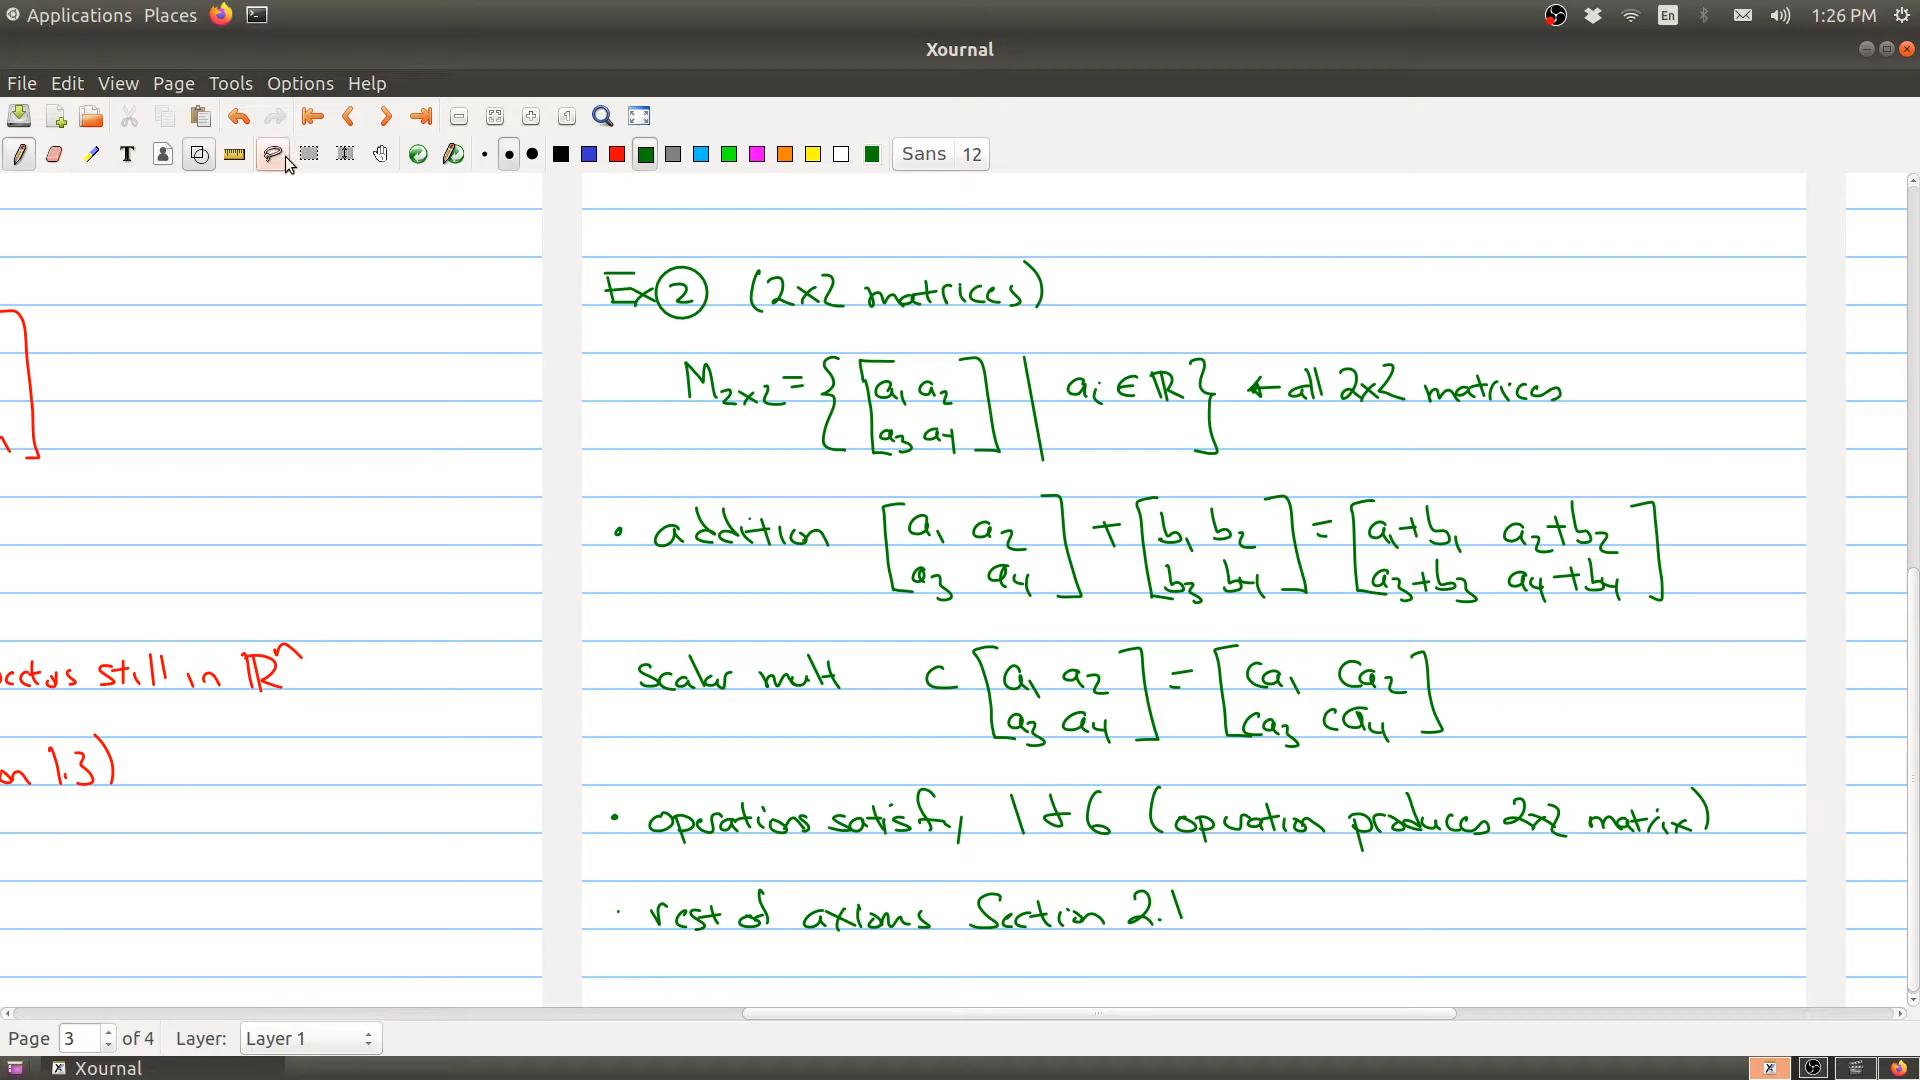 Applications Places En 1:26 PM
Xournal
File Edit View Page Tools Options Help
Sans 12
Ex ② (2x2 matrices)
M2x2 = { [ a1 a2 | ai ∈ ℝ } ← all 2x2 matrices
a3 a4 ]
• addition [ a1 a2 ] + [ b1 b2 ] = [ a1+b1 a2+b2 ]
a3 a4 b3 b4 a3+b3 a4+b4
still in ℝn
scalar mult c [ a1 a2 ] = [ ca1 ca2 ]
a3 a4 ca3 ca4
1.3)
• operations satisfy 1 & 6 (operation produces 2x2 matrix)
· rest of axioms Section 2.1
Page 3 of 4 Layer: Layer 1
Xournal